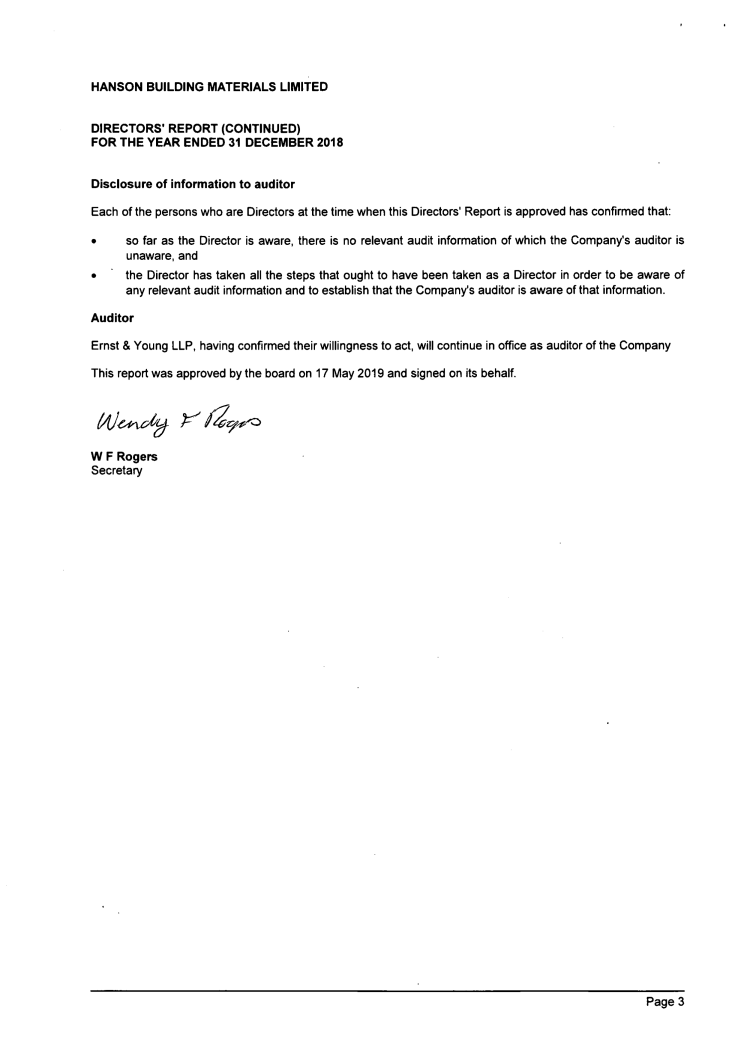 HANSON BUILDING MATERIALS LIMITED
DIRECTORS' REPORT (CONTINUED)
FOR THE YEAR ENDED 31 DECEMBER 2018
Disclosure of information to auditor
Each of the persons who are Directors at the time when this Directors' Report is approved has confirmed that:
• so far as the Director is aware, there is no relevant audit information of which the Company's auditor is
unaware, and
• the Director has taken all the steps that ought to have been taken as a Director in order to be aware of
any relevant audit information and to establish that the Company's auditor is aware of that information.
Auditor
Ernst & Young LLP, having confirmed their willingness to act, will continue in office as auditor of the Company
This report was approved by the board on 17 May 2019 and signed on its behalf.
Wendy F Rogers
W F Rogers
Secretary
Page 3